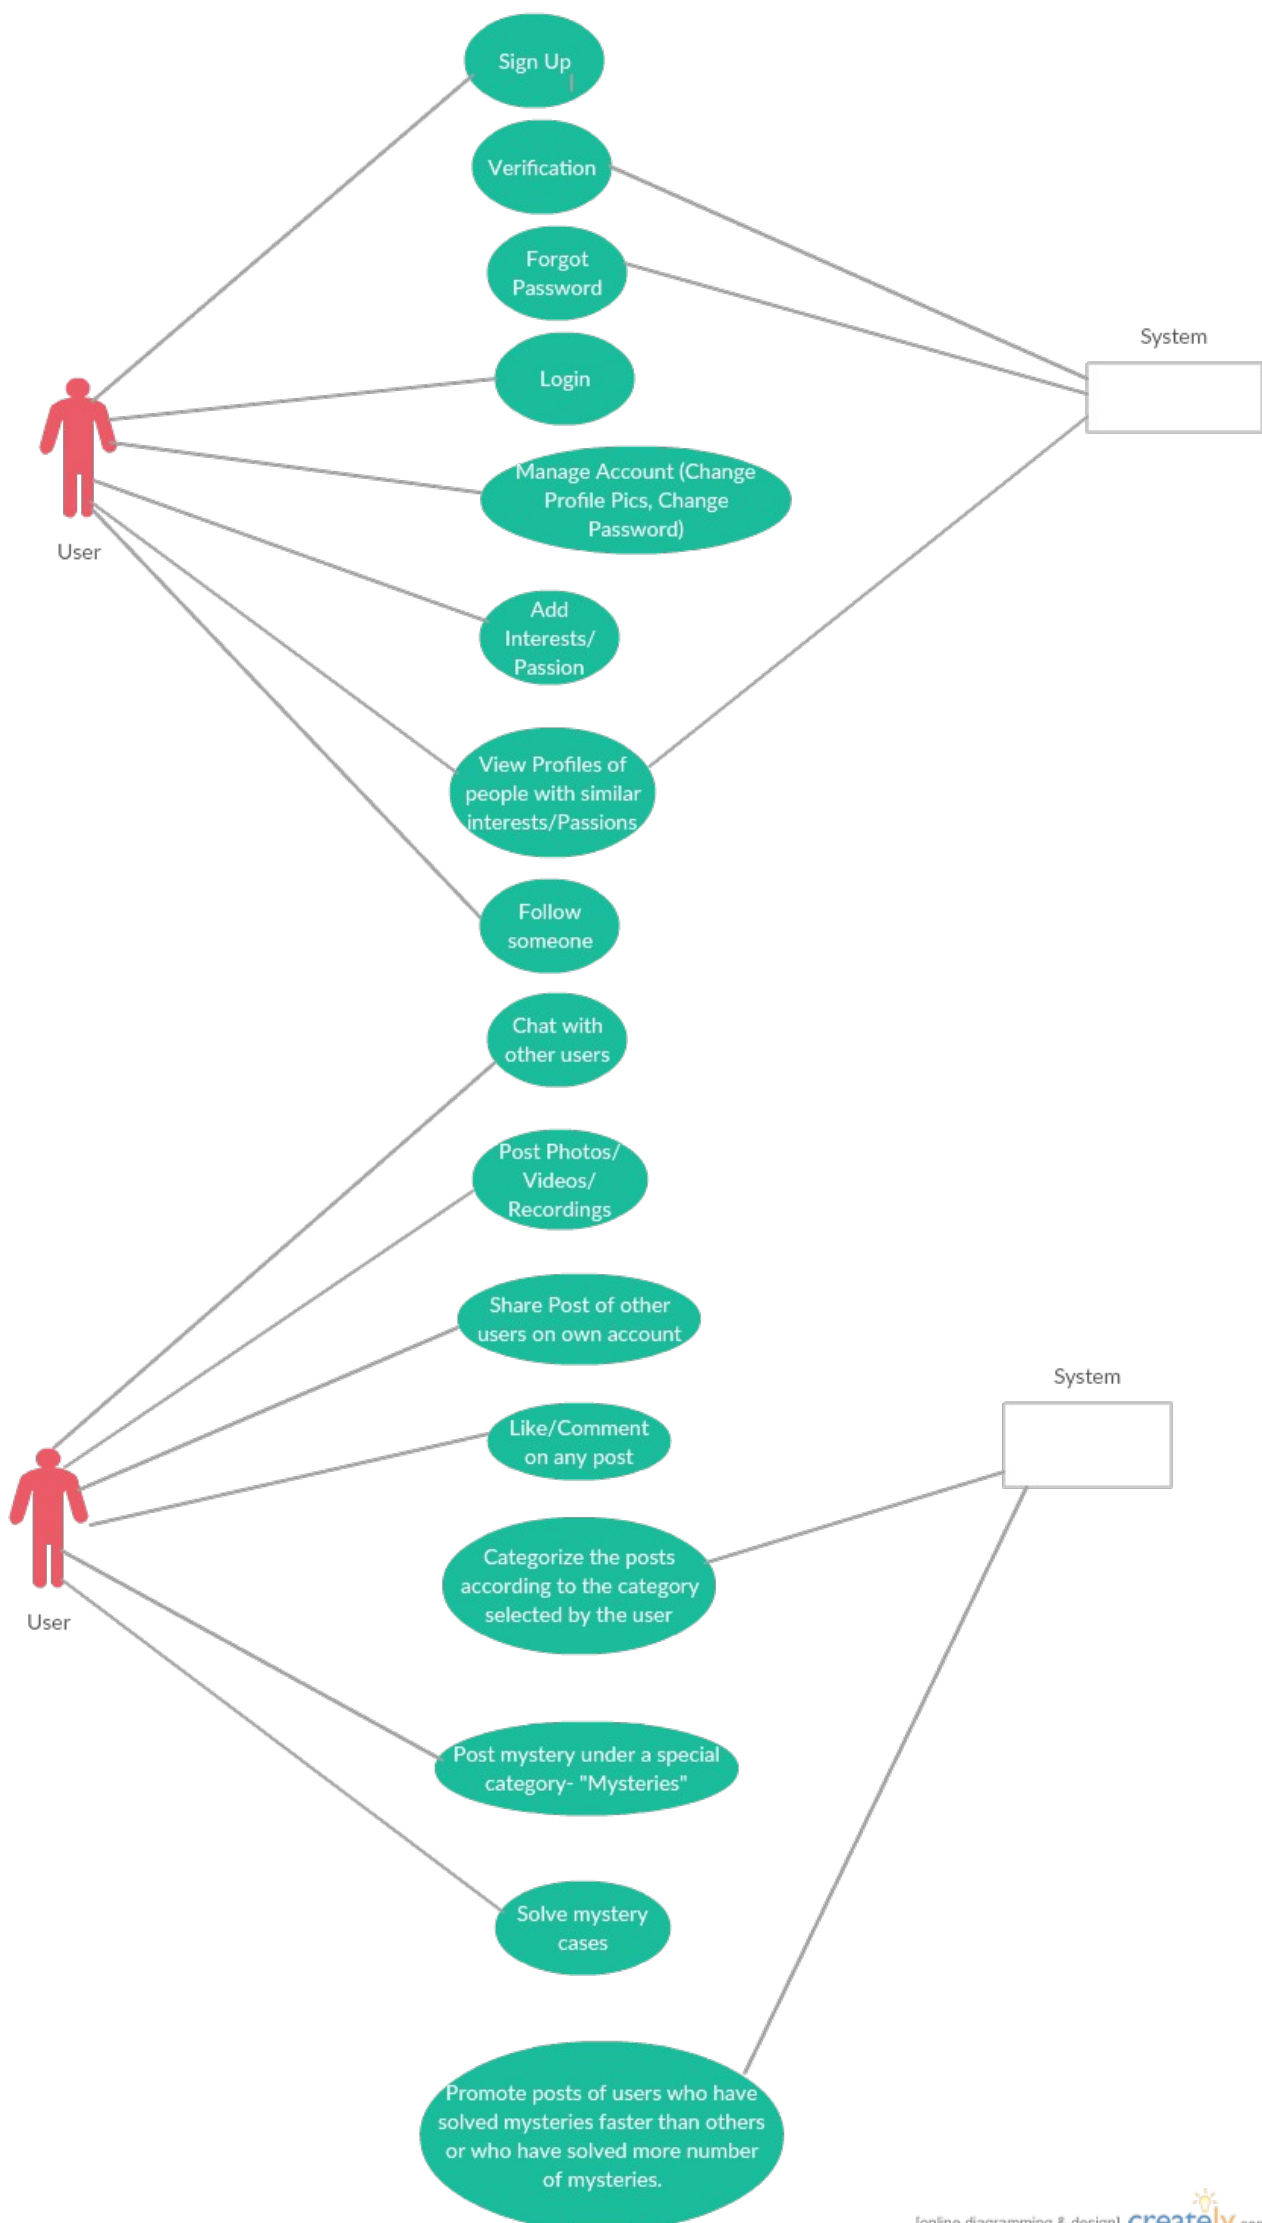 Sign Up
Verification
Forgot
Password
System
Login
Manage Account (Change
Profile Pics, Change
Password)
User
Add
Interests/
Passion
View Profiles of
people with similar
interests/Passions
Follow
someone
Chat with
other users
Post Photos/
Videos/
Recordings
Share Post of other
users on own account
System
Like/Comment
on any post
Categorize the posts
according to the category
selected by the user
User
Post mystery under a special
category- "Mysteries"
Solve mystery
cases
Promote posts of users who have
solved mysteries faster than others
or who have solved more number
of mysteries.
[online diagramming & design] creately